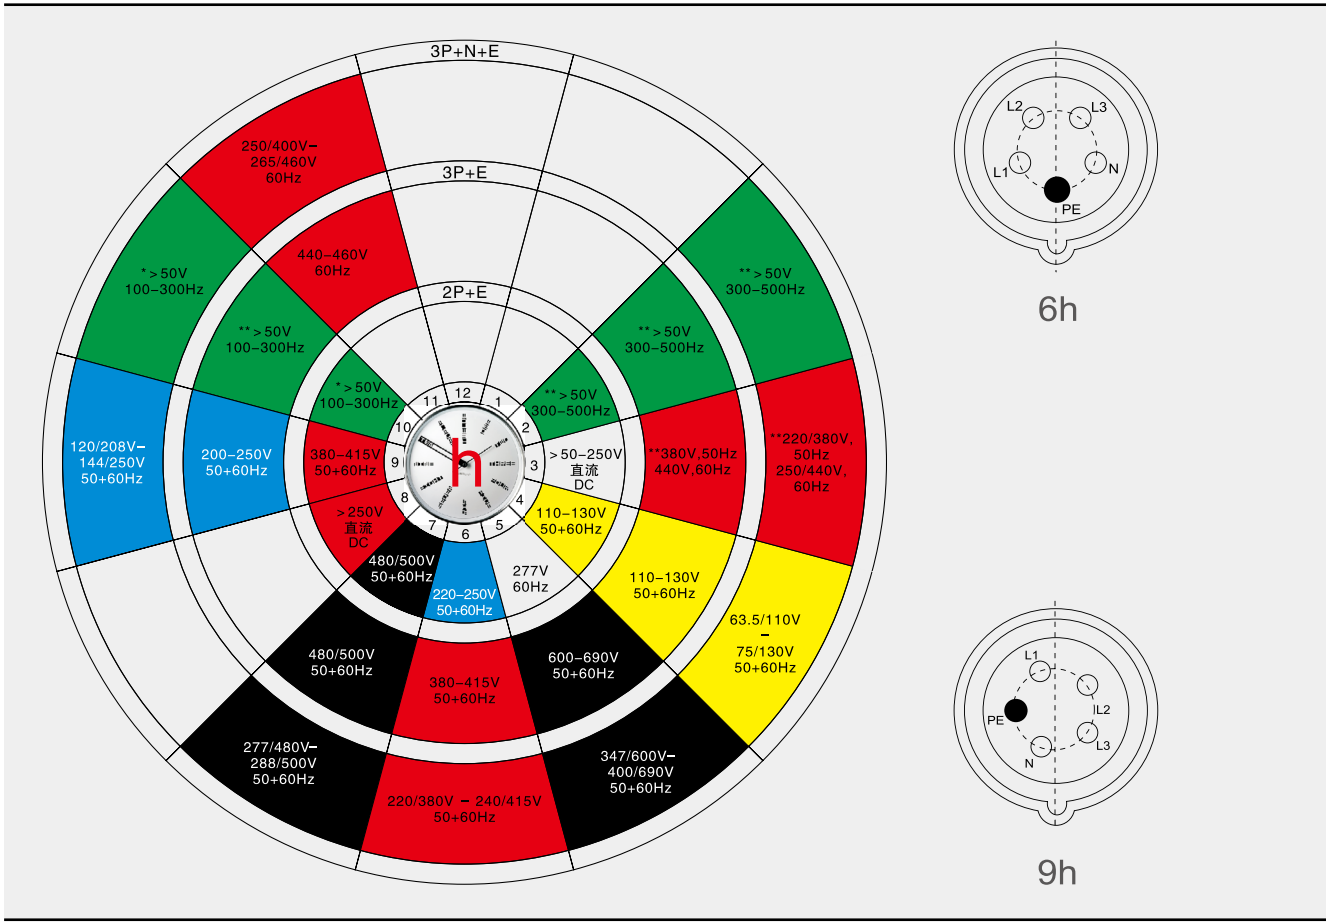 3P+N+E
250/400V–
265/460V
60Hz
*>50V
100–300Hz
**>50V
300–500Hz
120/208V–
144/250V
50+60Hz
**220/380V,
50Hz
250/440V,
60Hz
63.5/110V
–
75/130V
50+60Hz
277/480V–
288/500V
50+60Hz
220/380V – 240/415V
50+60Hz
347/600V–
400/690V
50+60Hz
3P+E
440–460V
60Hz
**>50V
100–300Hz
**>50V
300–500Hz
200–250V
50+60Hz
**380V,50Hz
440V,60Hz
110–130V
50+60Hz
480/500V
50+60Hz
380–415V
50+60Hz
600–690V
50+60Hz
2P+E
*>50V
100–300Hz
**>50V
300–500Hz
380–415V
50+60Hz
>50–250V
直流
DC
>250V
直流
DC
110–130V
50+60Hz
480/500V
50+60Hz
220–250V
50+60Hz
277V
60Hz
12
1
2
3
4
5
6
7
8
9
10
11
h
L2
L3
L1
N
PE
6h
L1
L2
PE
L3
N
9h